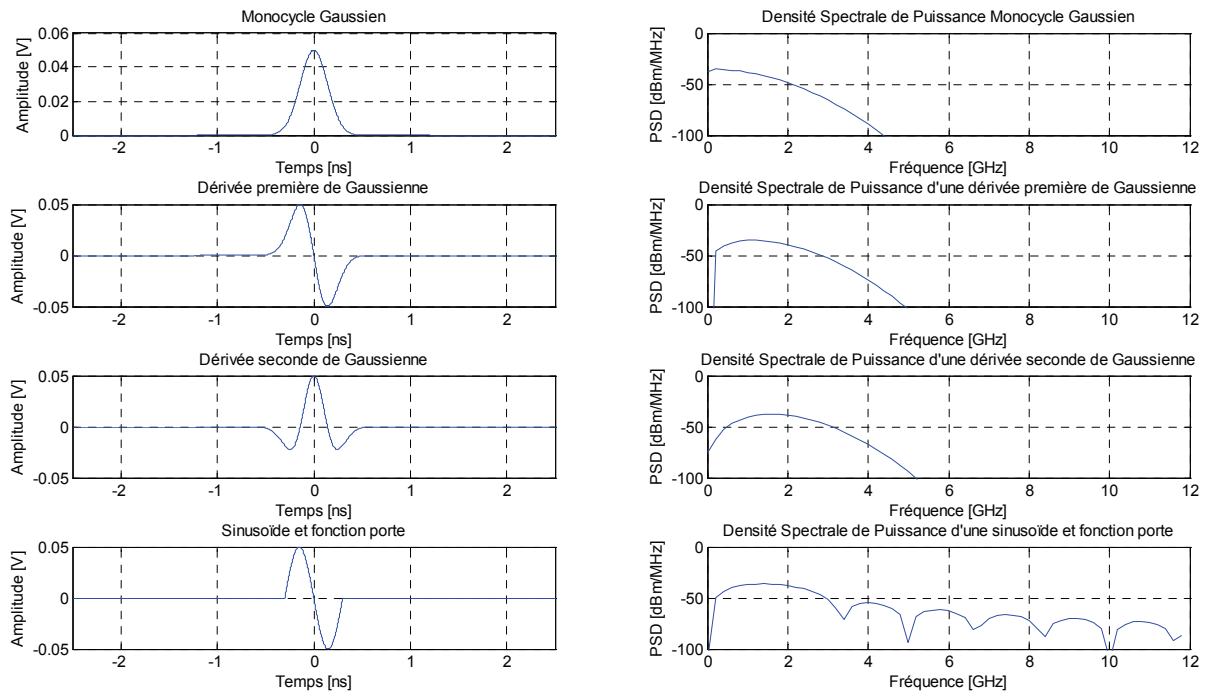 Monocycle Gaussien
Amplitude [V]
0.06
0.04
0.02
0
-2 -1 0 1 2
Temps [ns]
Densité Spectrale de Puissance Monocycle Gaussien
PSD [dBm/MHz]
0
-50
-100
0 2 4 6 8 10 12
Fréquence [GHz]
Dérivée première de Gaussienne
Amplitude [V]
0.05
0
-0.05
-2 -1 0 1 2
Temps [ns]
Densité Spectrale de Puissance d'une dérivée première de Gaussienne
PSD [dBm/MHz]
0
-50
-100
0 2 4 6 8 10 12
Fréquence [GHz]
Dérivée seconde de Gaussienne
Amplitude [V]
0.05
0
-0.05
-2 -1 0 1 2
Temps [ns]
Densité Spectrale de Puissance d'une dérivée seconde de Gaussienne
PSD [dBm/MHz]
0
-50
-100
0 2 4 6 8 10 12
Fréquence [GHz]
Sinusoïde et fonction porte
Amplitude [V]
0.05
0
-0.05
-2 -1 0 1 2
Temps [ns]
Densité Spectrale de Puissance d'une sinusoïde et fonction porte
PSD [dBm/MHz]
0
-50
-100
0 2 4 6 8 10 12
Fréquence [GHz]